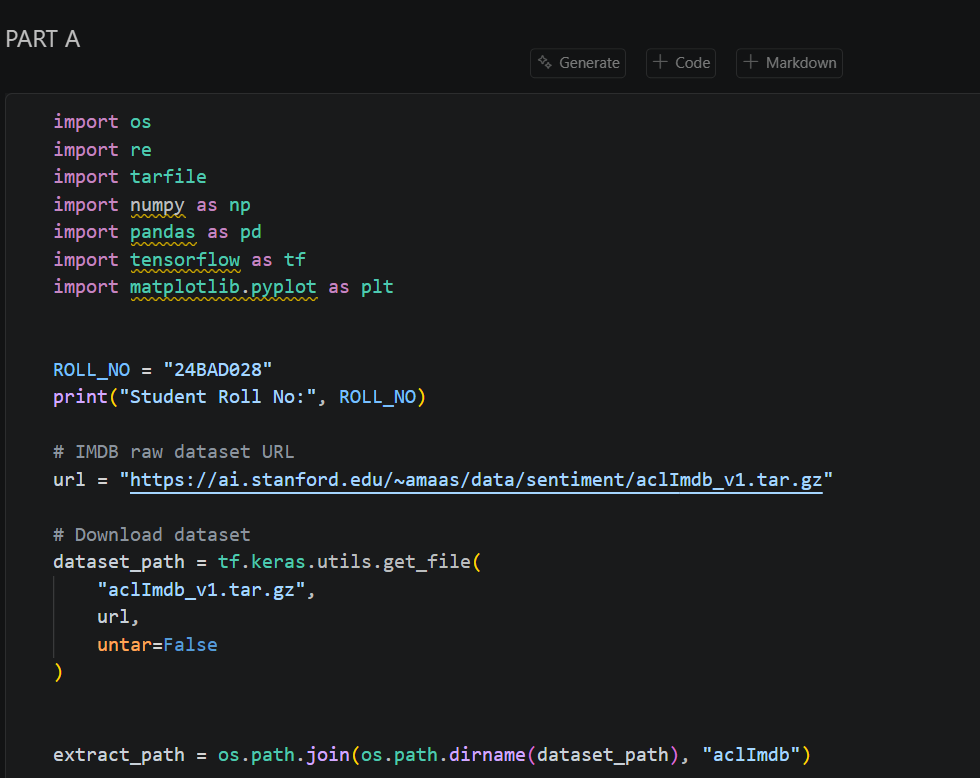 PART A
Generate
Code
Markdown
import os
import re
import tarfile
import numpy as np
import pandas as pd
import tensorflow as tf
import matplotlib.pyplot as plt
ROLL_NO = "24BAD028"
print("Student Roll No:", ROLL_NO)
# IMDB raw dataset URL
url = "https://ai.stanford.edu/~amaas/data/sentiment/aclImdb_v1.tar.gz"
# Download dataset
dataset_path = tf.keras.utils.get_file(
    "aclImdb_v1.tar.gz",
    url,
    untar=False
)
extract_path = os.path.join(os.path.dirname(dataset_path), "aclImdb")